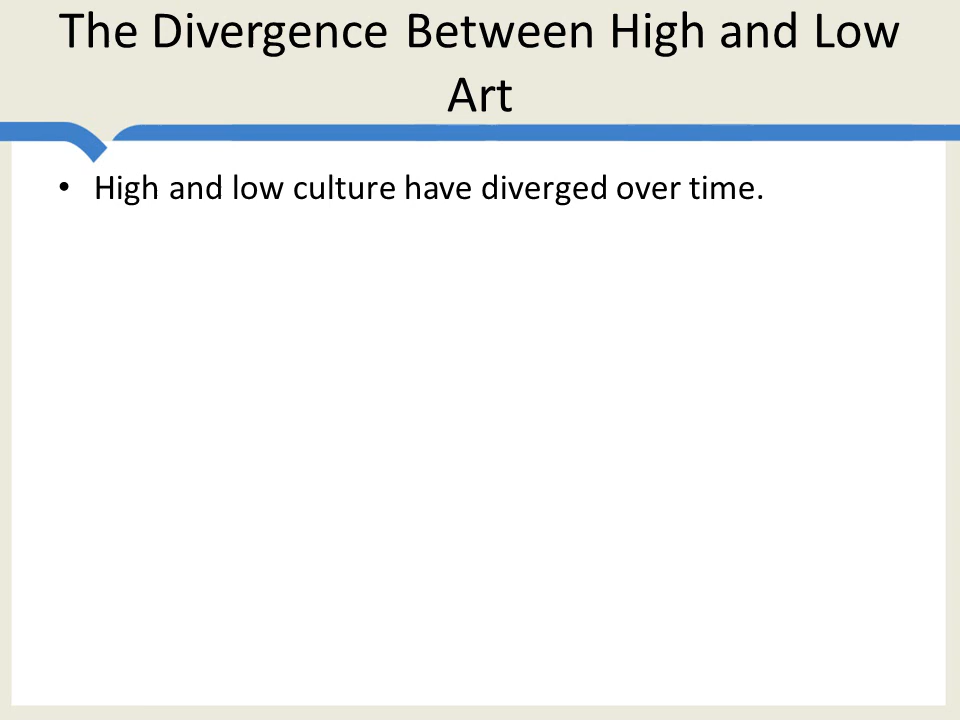 The Divergence Between High and Low
Art
• High and low culture have diverged over time.